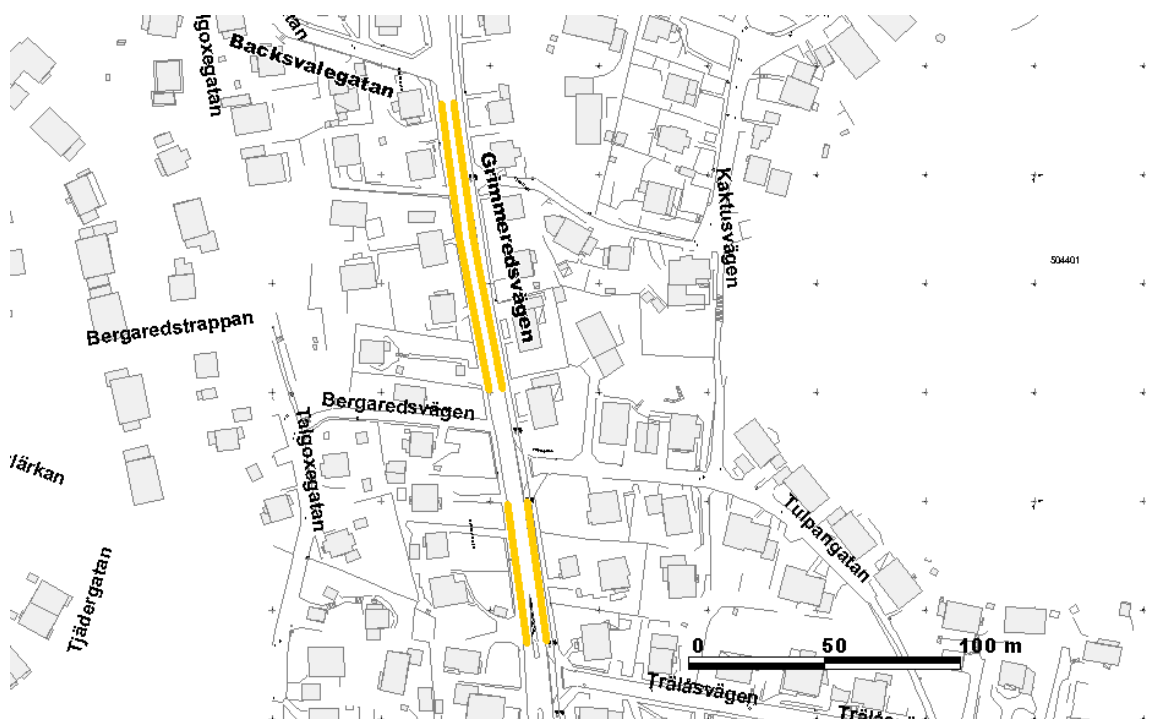 Backsvalegatan
Grimmeredsvägen
Kaktusvägen
504401
Bergaredstrappan
Bergaredsvägen
Talgoxegatan
Tulpangatan
Tjädergatan
0 50 100 m
Trälåsvägen